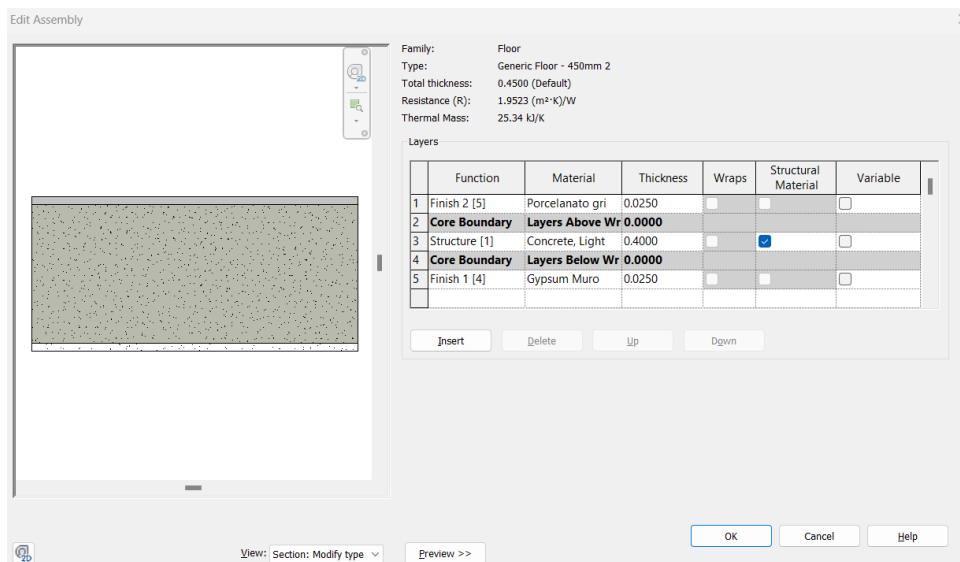 Edit Assembly
2D
Family: Floor
Type: Generic Floor - 450mm 2
Total thickness: 0.4500 (Default)
Resistance (R): 1.9523 (m²·K)/W
Thermal Mass: 25.34 kJ/K
Layers
Function Material Thickness Wraps Structural Material Variable
1 Finish 2 [5] Porcelanato gri 0.0250
2 Core Boundary Layers Above Wr 0.0000
3 Structure [1] Concrete, Light 0.4000
4 Core Boundary Layers Below Wr 0.0000
5 Finish 1 [4] Gypsum Muro 0.0250
Insert Delete Up Down
OK Cancel Help
2D View: Section: Modify type Preview >>